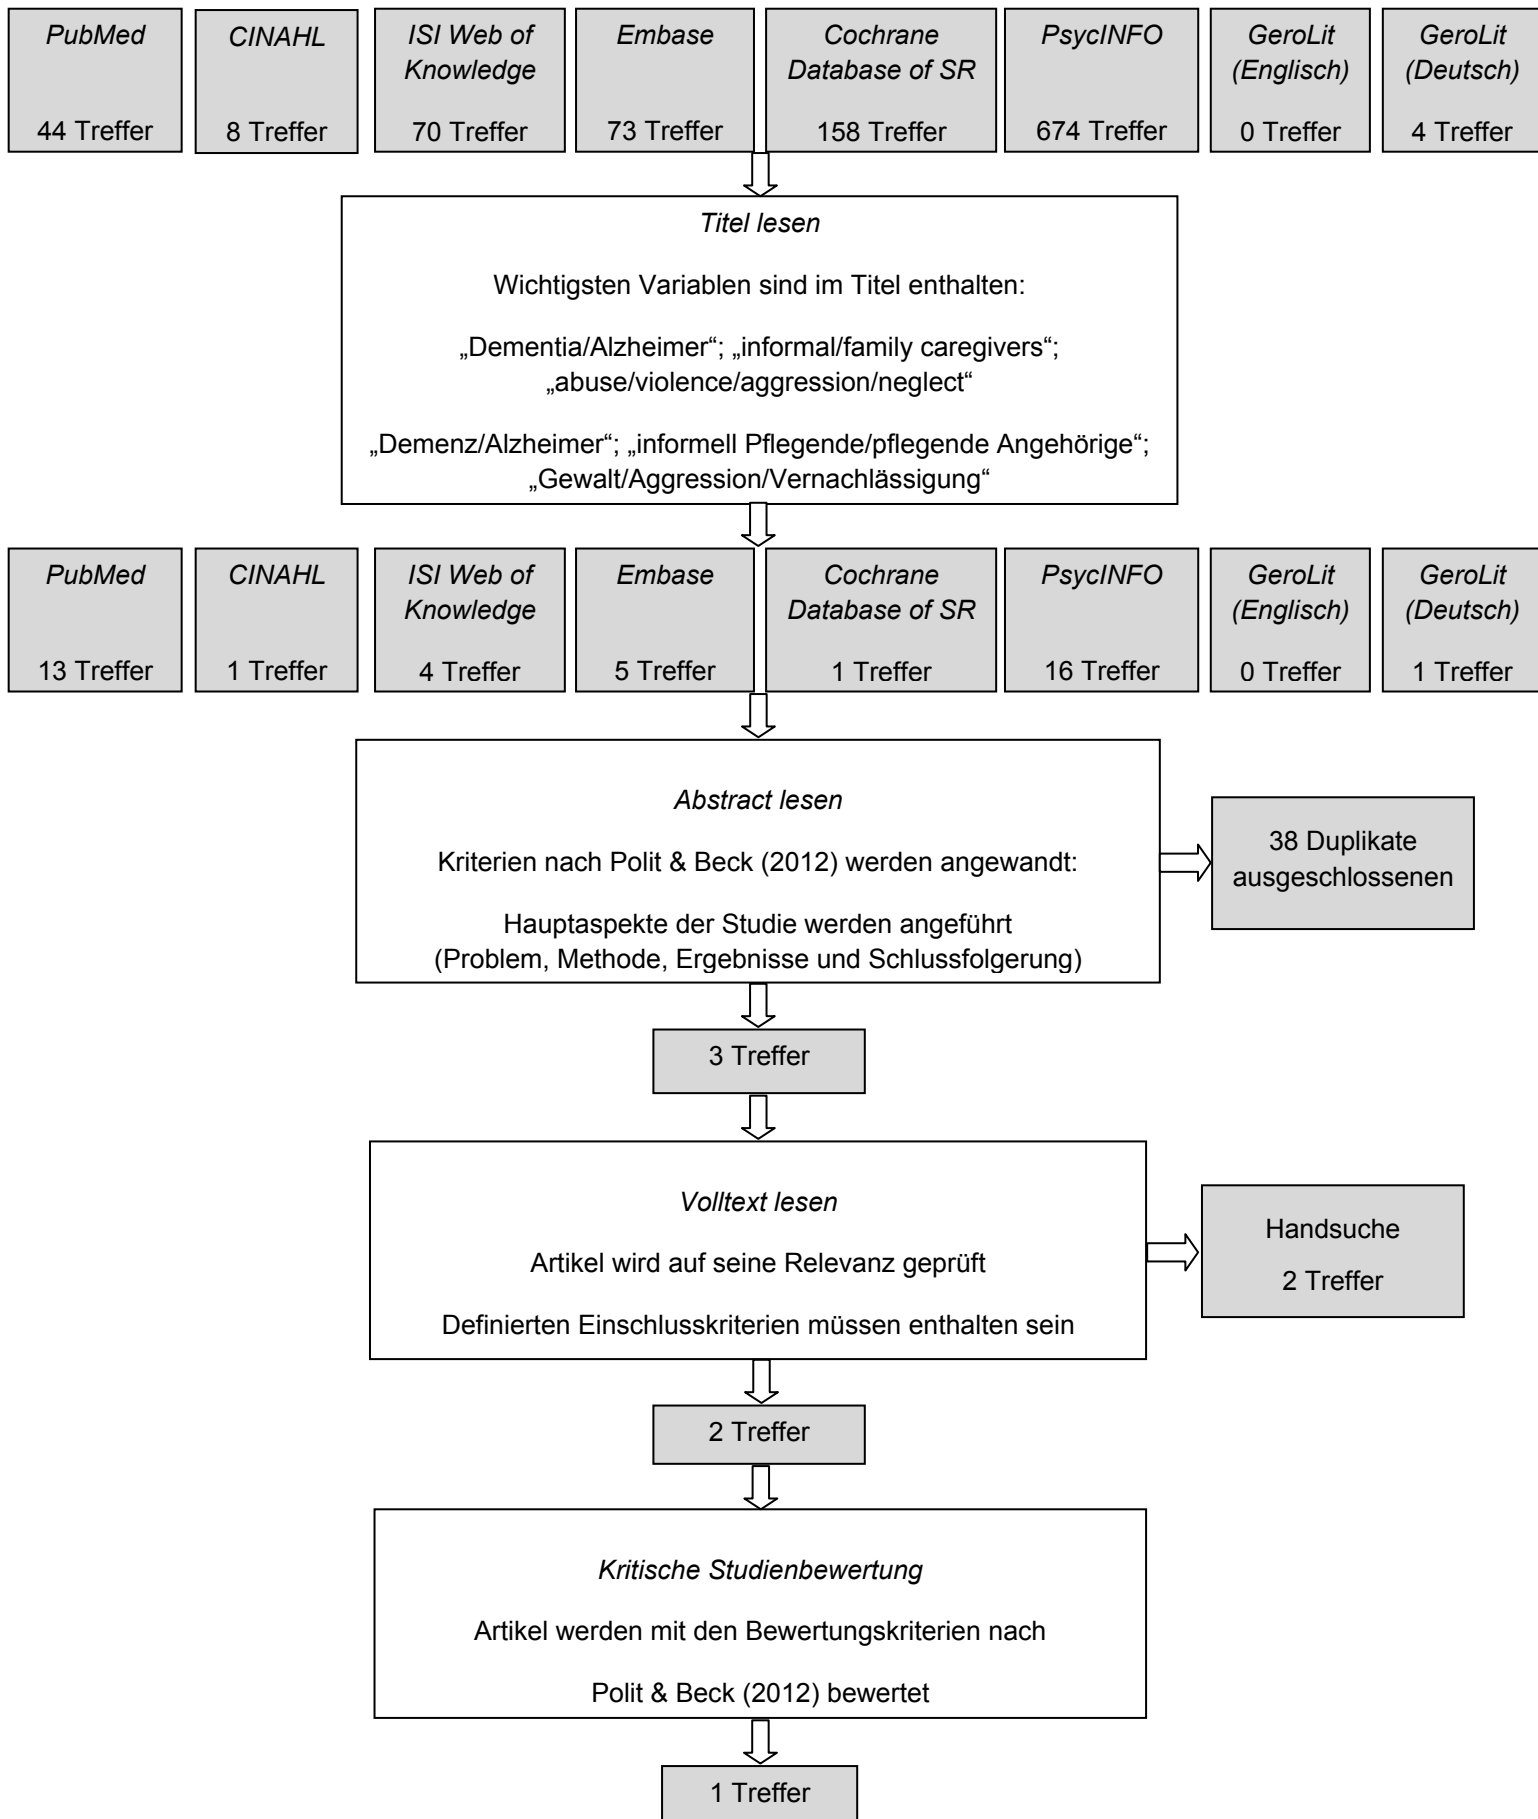 PubMed
44 Treffer
CINAHL
8 Treffer
ISI Web of
Knowledge
70 Treffer
Embase
73 Treffer
Cochrane
Database of SR
158 Treffer
PsycINFO
674 Treffer
GeroLit
(Englisch)
0 Treffer
GeroLit
(Deutsch)
4 Treffer
Titel lesen
Wichtigsten Variablen sind im Titel enthalten:
„Dementia/Alzheimer“; „informal/family caregivers“;
„abuse/violence/aggression/neglect“
„Demenz/Alzheimer“; „informell Pflegende/pflegende Angehörige“;
„Gewalt/Aggression/Vernachlässigung“
PubMed
13 Treffer
CINAHL
1 Treffer
ISI Web of
Knowledge
4 Treffer
Embase
5 Treffer
Cochrane
Database of SR
1 Treffer
PsycINFO
16 Treffer
GeroLit
(Englisch)
0 Treffer
GeroLit
(Deutsch)
1 Treffer
Abstract lesen
Kriterien nach Polit & Beck (2012) werden angewandt:
Hauptaspekte der Studie werden angeführt
(Problem, Methode, Ergebnisse und Schlussfolgerung)
38 Duplikate
ausgeschlossenen
3 Treffer
Volltext lesen
Artikel wird auf seine Relevanz geprüft
Definierten Einschlusskriterien müssen enthalten sein
Handsuche
2 Treffer
2 Treffer
Kritische Studienbewertung
Artikel werden mit den Bewertungskriterien nach
Polit & Beck (2012) bewertet
1 Treffer